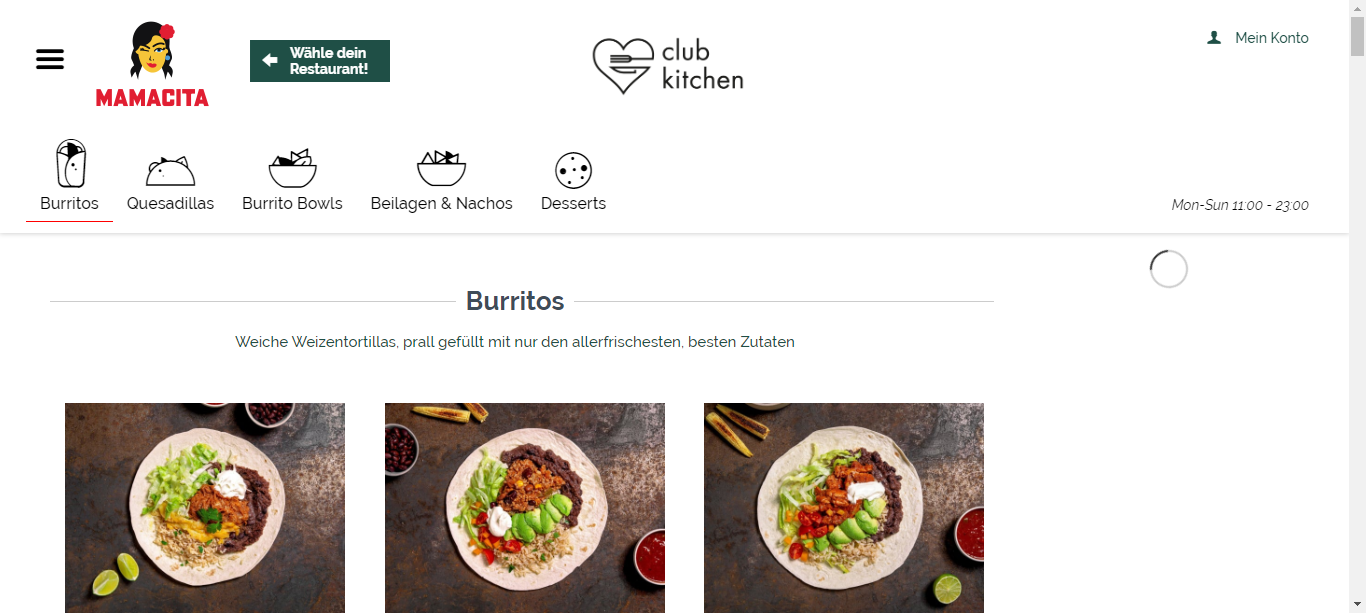 MAMACITA
Wähle dein
Restaurant!
club
kitchen
Mein Konto
Burritos
Quesadillas
Burrito Bowls
Beilagen & Nachos
Desserts
Mon-Sun 11:00 - 23:00
Burritos
Weiche Weizentortillas, prall gefüllt mit nur den allerfrischesten, besten Zutaten